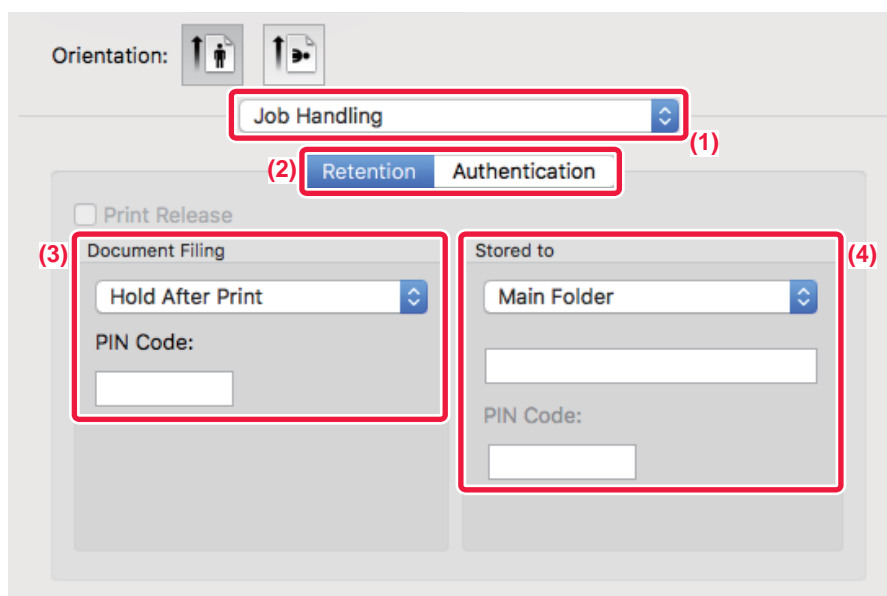 Orientation:
Job Handling
(1)
(2)
Retention Authentication
Print Release
(3)
Document Filing
Hold After Print
PIN Code:
Stored to
(4)
Main Folder
PIN Code: